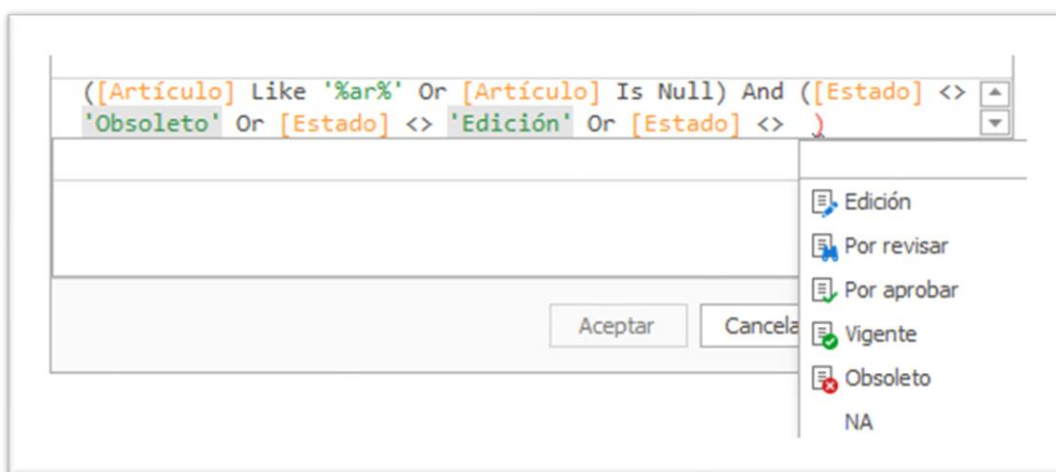 ([Artículo] Like '%ar%' Or [Artículo] Is Null) And ([Estado] <>
'Obsoleto' Or [Estado] <> 'Edición' Or [Estado] <> )
Edición
Por revisar
Por aprobar
Aceptar
Cancela
Vigente
Obsoleto
NA